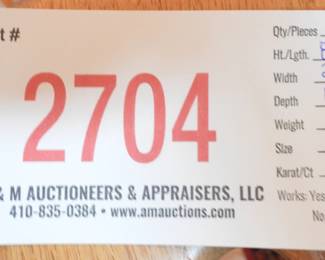 t #
2704
& M AUCTIONEERS & APPRAISERS, LLC
410-835-0384 • www.amauctions.com
Qty/Pieces
Ht./Lgth.
Width
Depth
Weight
Size
Karat/Ct
Works: Yes
No